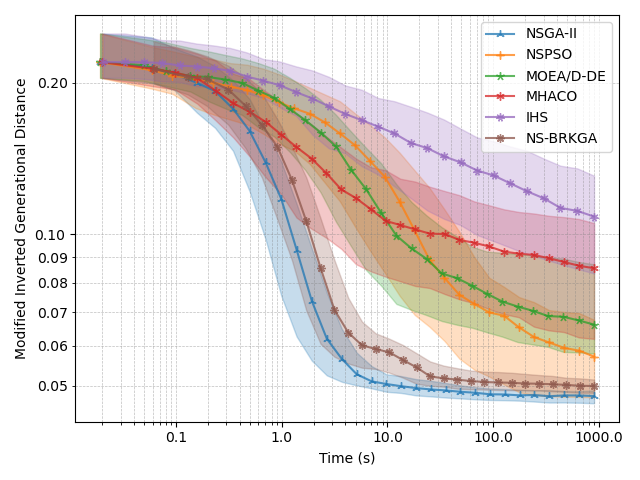 NSGA-II
NSPSO
MOEA/D-DE
MHACO
IHS
NS-BRKGA
Modified Inverted Generational Distance
0.20
0.10
0.09
0.08
0.07
0.06
0.05
0.1
1.0
10.0
100.0
1000.0
Time (s)